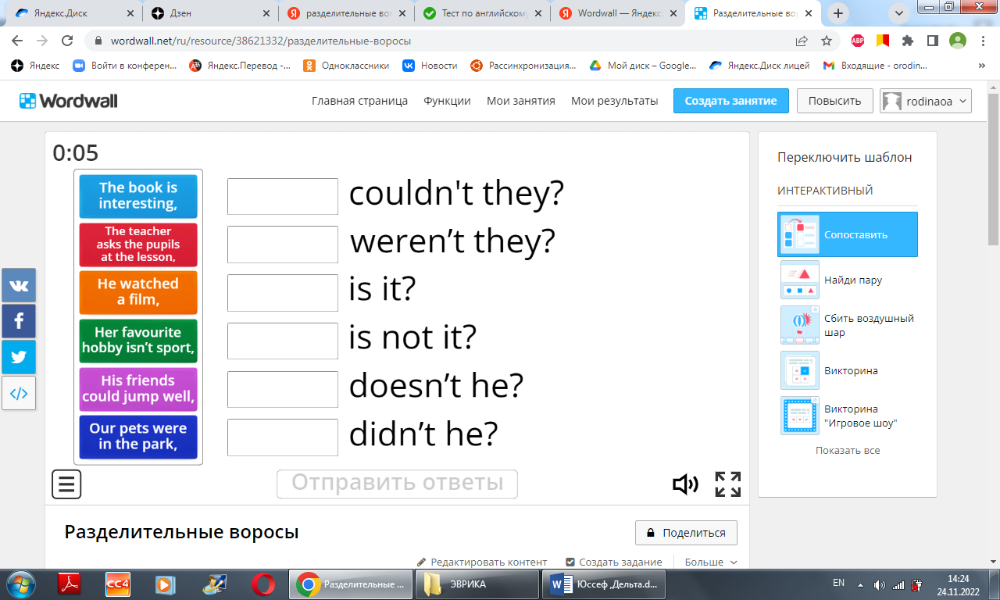 Яндекс.Диск
Дзен
разделительные во
Тест по английскому
Wordwall — Яндекс
Разделительные во
wordwall.net/ru/resource/38621332/разделительные-воросы
ABP
Яндекс
Войти в конферен...
Яндекс.Перевод -...
Одноклассники
Новости
Рассинхронизация...
Мой диск – Google...
Яндекс.Диск лицей
Входящие - orodin...
»
Wordwall
Главная страница
Функции
Мои занятия
Мои результаты
Создать занятие
Повысить
rodinaoa
0:05
The book is
interesting,
The teacher
asks the pupils
at the lesson,
He watched
a film,
Her favourite
hobby isn’t sport,
His friends
could jump well,
Our pets were
in the park,
couldn't they?
weren’t they?
is it?
is not it?
doesn’t he?
didn’t he?
Отправить ответы
Переключить шаблон
ИНТЕРАКТИВНЫЙ
Сопоставить
Найди пару
Сбить воздушный
шар
Викторина
Викторина
"Игровое шоу"
Показать все
Разделительные воросы
Поделиться
Редактировать контент
Создать задание
Больше
CC4
Разделительные ...
ЭВРИКА
Юссеф ,Дельта.d...
EN
14:24
24.11.2022